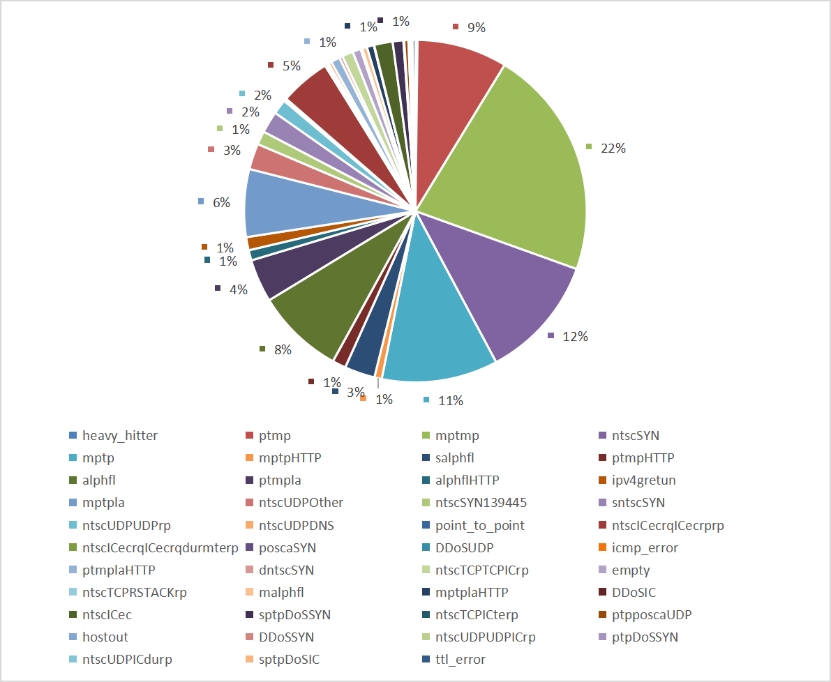 1%
1%
9%
1%
5%
2%
2%
1%
3%
22%
6%
1%
1%
4%
12%
8%
1%
3%
1%
11%
heavy_hitter ptmp mptmp ntscSYN
mptp mptpHTTP salphfl ptmpHTTP
alphfl ptmpla alphflHTTP ipv4gretun
mptpla ntscUDPOther ntscSYN139445 sntscSYN
ntscUDPUDPrp ntscUDPDNS point_to_point ntscICecrqICecrprp
ntscICecrqICecrqdurmterp poscaSYN DDoSUDP icmp_error
ptmplaHTTP dntscSYN ntscTCPTCPICrp empty
ntscTCPRSTACKrp malphfl mptplaHTTP DDoSIC
ntscICec sptpDoSSYN ntscTCPICterp ptpposcaUDP
hostout DDoSSYN ntscUDPUDPICrp ptpDoSSYN
ntscUDPICdurp sptpDoSIC ttl_error